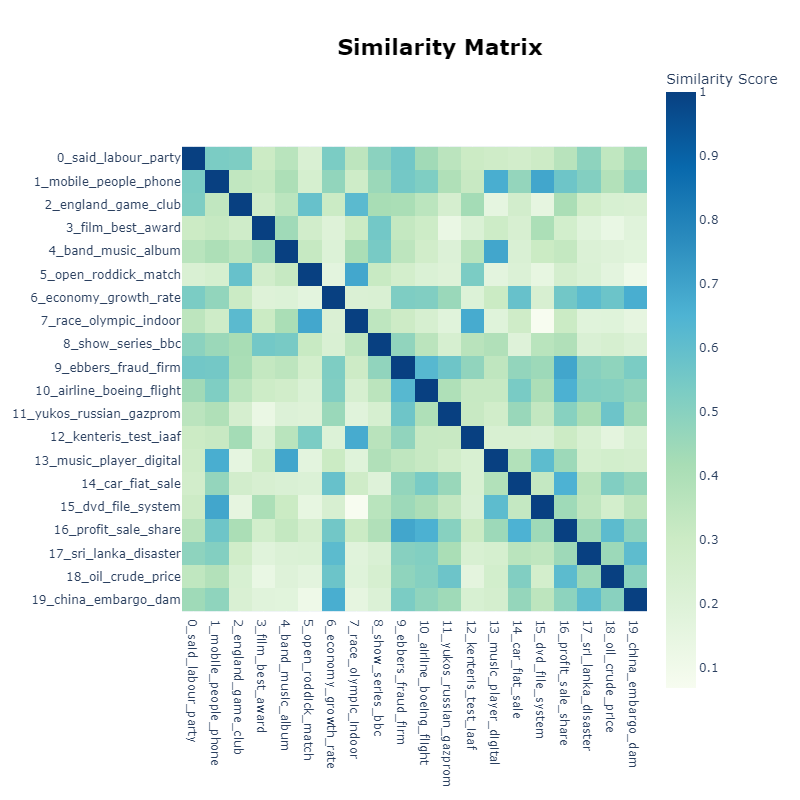 Similarity Matrix
Similarity Score
1
0.9
0.8
0.7
0.6
0.5
0.4
0.3
0.2
0.1
0_said_labour_party
1_mobile_people_phone
2_england_game_club
3_film_best_award
4_band_music_album
5_open_roddick_match
6_economy_growth_rate
7_race_olympic_indoor
8_show_series_bbc
9_ebbers_fraud_firm
10_airline_boeing_flight
11_yukos_russian_gazprom
12_kenteris_test_iaaf
13_music_player_digital
14_car_fiat_sale
15_dvd_file_system
16_profit_sale_share
17_sri_lanka_disaster
18_oil_crude_price
19_china_embargo_dam
0_said_labour_party
1_mobile_people_phone
2_england_game_club
3_film_best_award
4_band_music_album
5_open_roddick_match
6_economy_growth_rate
7_race_olympic_indoor
8_show_series_bbc
9_ebbers_fraud_firm
10_airline_boeing_flight
11_yukos_russian_gazprom
12_kenteris_test_iaaf
13_music_player_digital
14_car_fiat_sale
15_dvd_file_system
16_profit_sale_share
17_sri_lanka_disaster
18_oil_crude_price
19_china_embargo_dam